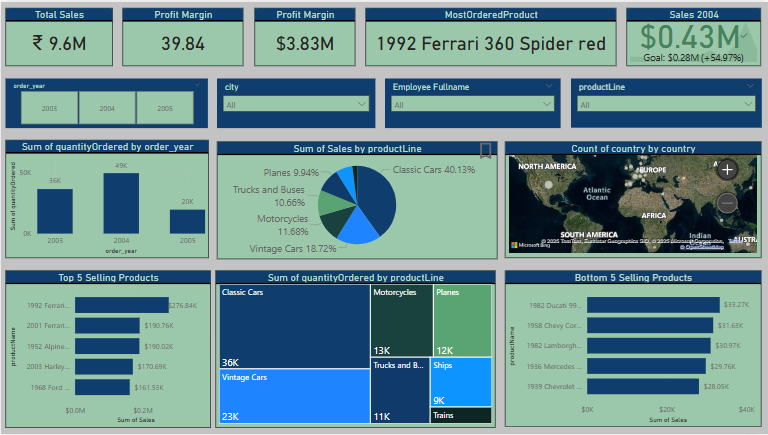 Total Sales
₹ 9.6M
Profit Margin
39.84
Profit Margin
$3.83M
MostOrderedProduct
1992 Ferrari 360 Spider red
Sales 2004
$0.43M
Goal: $0.28M (+54.97%)
order_year
2003
2004
2005
city
All
Employee Fullname
All
productLine
All
Sum of quantityOrdered by order_year
Sum of quantityOrdered
50K
0K
36K
49K
20K
2003
2004
2005
order_year
Sum of Sales by productLine
Planes 9.94%
Trucks and Buses
10.66%
Motorcycles
11.68%
Vintage Cars 18.72%
Classic Cars 40.13%
Count of country by country
NORTH AMERICA
EUROPE
Atlantic
Ocean
AFRICA
SOUTH AMERICA
Indian
AUSTRA
Microsoft Bing
© 2025 TomTom, Earthstar Geographics SIO, © 2025 Microsoft Corporation,
© OpenStreetMap
Top 5 Selling Products
productName
1992 Ferrari...
$276.84K
2001 Ferrari...
$190.76K
1952 Alpine...
$190.02K
2003 Harley...
$170.69K
1968 Ford ...
$161.53K
$0.0M
$0.2M
Sum of Sales
Sum of quantityOrdered by productLine
Classic Cars
36K
Vintage Cars
23K
Motorcycles
13K
Planes
12K
Trucks and B...
11K
Ships
9K
Trains
Bottom 5 Selling Products
productName
1982 Ducati 99...
$33.27K
1958 Chevy Cor...
$31.63K
1982 Lamborgh...
$30.97K
1936 Mercedes ...
$29.76K
1939 Chevrolet ...
$28.05K
$0K
$20K
$40K
Sum of Sales